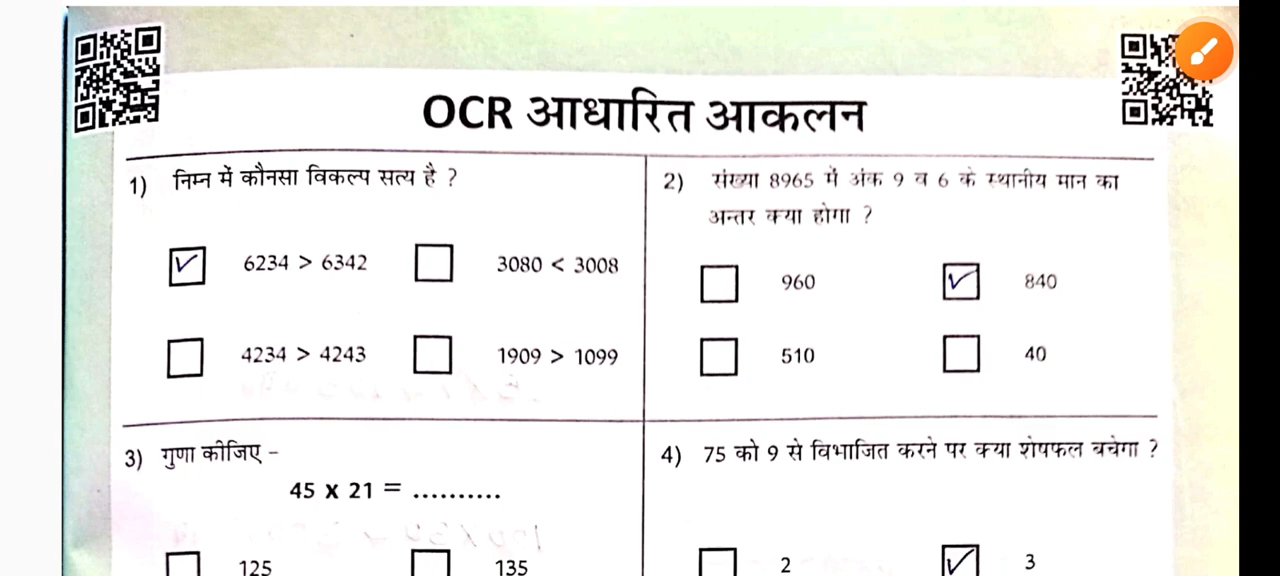 OCR आधारित आकलन
1) निम्न में कौनसा विकल्प सत्य है ?
6234 > 6342
3080 < 3008
4234 > 4243
1909 > 1099
2) संख्या 8965 में अंक 9 व 6 के स्थानीय मान का
अन्तर क्या होगा ?
960
840
510
40
3) गुणा कीजिए -
45 x 21 = ..........
125
135
4) 75 को 9 से विभाजित करने पर क्या शेषफल बचेगा ?
2
3